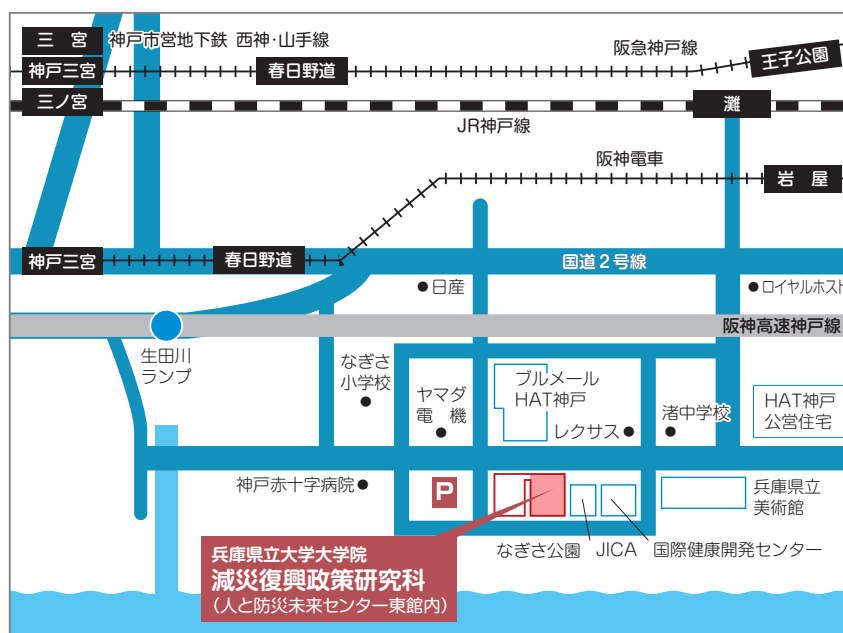 三 宮
神戸市営地下鉄 西神・山手線
阪急神戸線
王子公園
神戸三宮
春日野道
三ノ宮
灘
JR神戸線
阪神電車
岩 屋
神戸三宮
春日野道
国道2号線
日産
ロイヤルホスト
阪神高速神戸線
生田川
ランプ
なぎさ
小学校
ヤマダ
電 機
ブルメール
HAT神戸
レクサス
渚中学校
HAT神戸
公営住宅
神戸赤十字病院
P
兵庫県立
美術館
なぎさ公園
JICA
国際健康開発センター
兵庫県立大学大学院
減災復興政策研究科
(人と防災未来センター東館内)